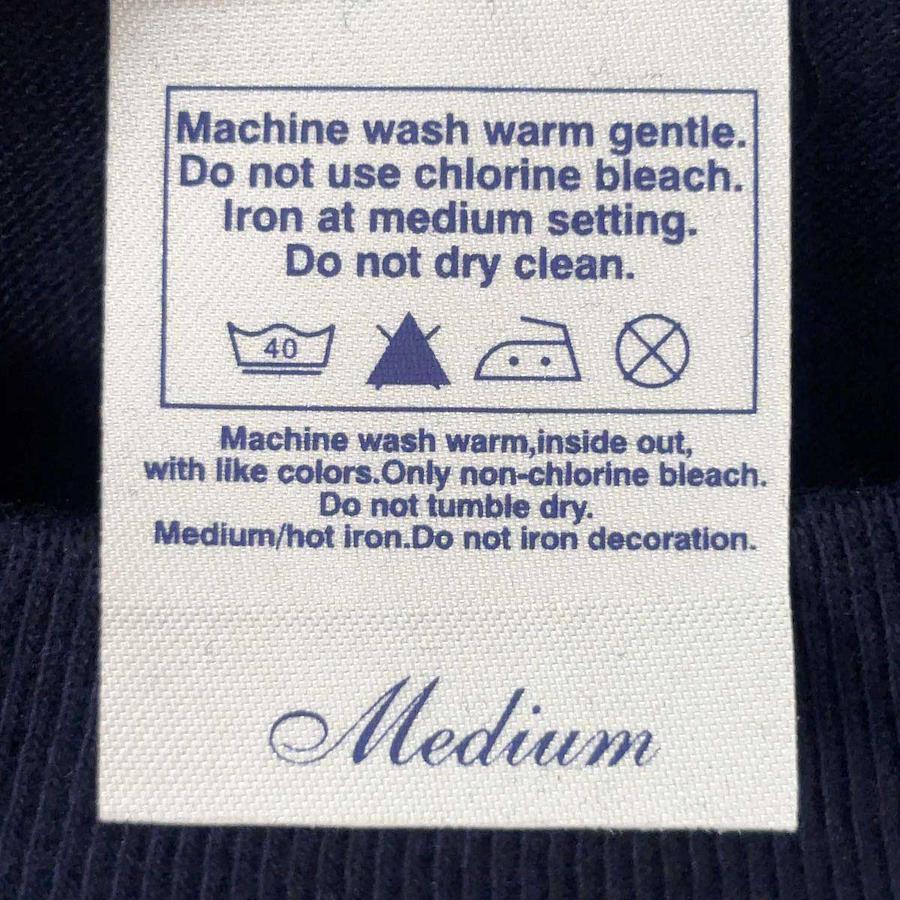 Machine wash warm gentle.
Do not use chlorine bleach.
Iron at medium setting.
Do not dry clean.
40
Machine wash warm,inside out,
with like colors.Only non-chlorine bleach.
Do not tumble dry.
Medium/hot iron.Do not iron decoration.
Medium